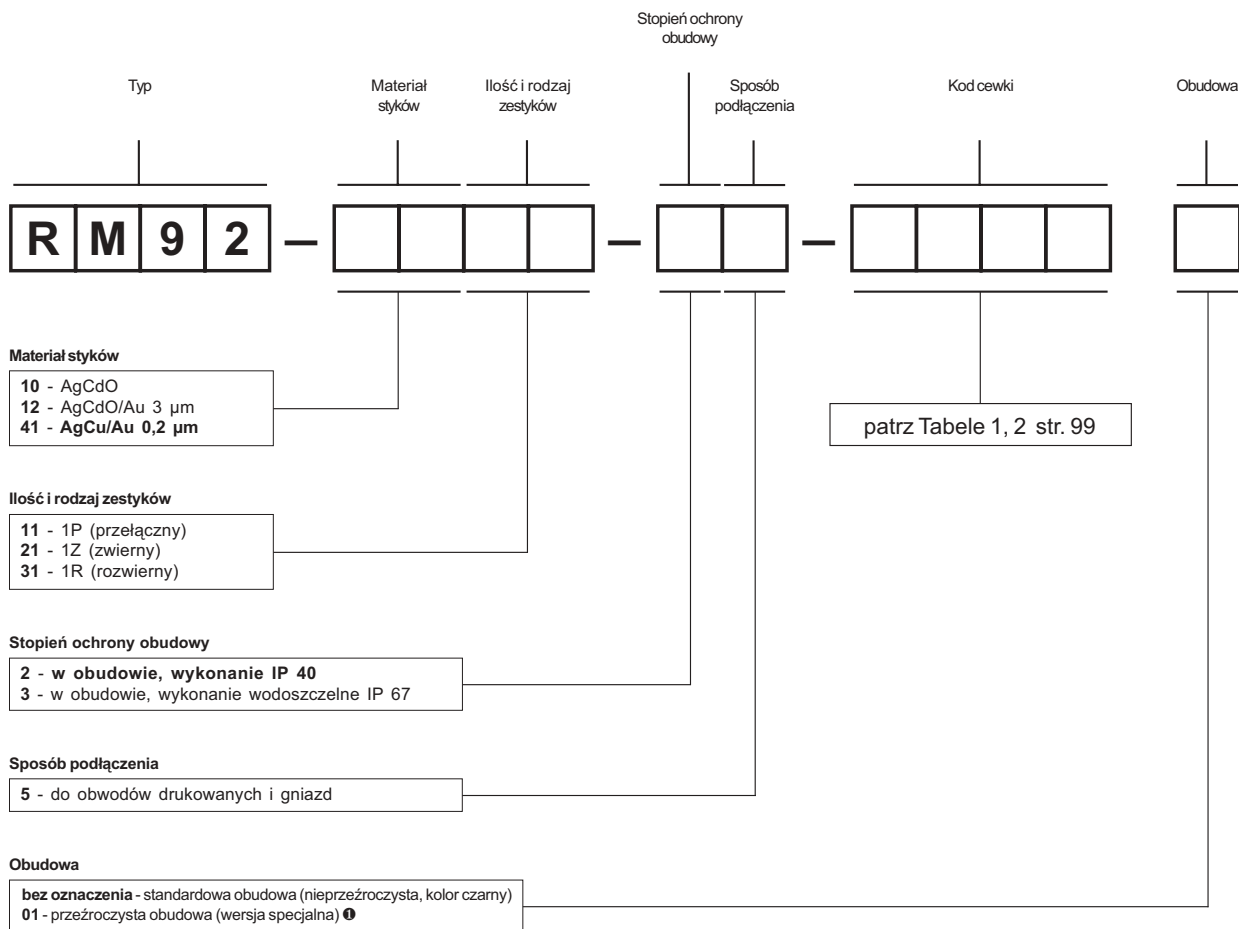 Stopień ochrony
obudowy
Typ
Materiał
styków
Ilość i rodzaj
zestyków
Sposób
podłączenia
Kod cewki
Obudowa
R M 9 2 – –  –
Materiał styków
10 - AgCdO
12 - AgCdO/Au 3 µm
41 - AgCu/Au 0,2 µm
patrz Tabele 1, 2 str. 99
Ilość i rodzaj zestyków
11 - 1P (przełączny)
21 - 1Z (zwierny)
31 - 1R (rozwierny)
Stopień ochrony obudowy
2 - w obudowie, wykonanie IP 40
3 - w obudowie, wykonanie wodoszczelne IP 67
Sposób podłączenia
5 - do obwodów drukowanych i gniazd
Obudowa
bez oznaczenia - standardowa obudowa (nieprzeźroczysta, kolor czarny)
01 - przeźroczysta obudowa (wersja specjalna) ❶